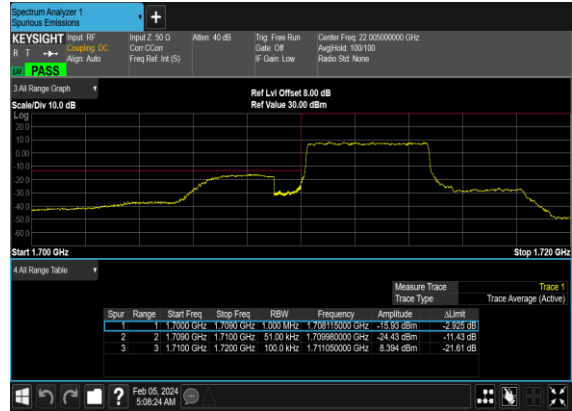 Spectrum Analyzer 1
Spurious Emissions
+
KEYSIGHT Input: RF Input Z: 50 Ω Atten: 40 dB Trig: Free Run Center Freq: 22.005000000 GHz
R T Coupling: DC Corr CCorr Gate: Off Avg|Hold: 100/100
Align: Auto Freq Ref: Int (S) IF Gain: Low Radio Std: None
PASS
3 All Range Graph
Ref Lvl Offset 8.00 dB
Scale/Div 10.0 dB Ref Value 30.00 dBm
Log
20.0
10.0
0.00
-10.0
-20.0
-30.0
-40.0
-50.0
-60.0
Start 1.700 GHz Stop 1.720 GHz
4 All Range Table
Measure Trace Trace 1
Trace Type Trace Average (Active)
Spur Range Start Freq Stop Freq RBW Frequency Amplitude ΔLimit
1 1 1.7000 GHz 1.7090 GHz 1.000 MHz 1.708115000 GHz -15.93 dBm -2.925 dB
2 2 1.7090 GHz 1.7100 GHz 51.00 kHz 1.709980000 GHz -24.43 dBm -11.43 dB
3 3 1.7100 GHz 1.7200 GHz 100.0 kHz 1.711050000 GHz 8.394 dBm -21.61 dB
? Feb 05, 2024
5:08:24 AM